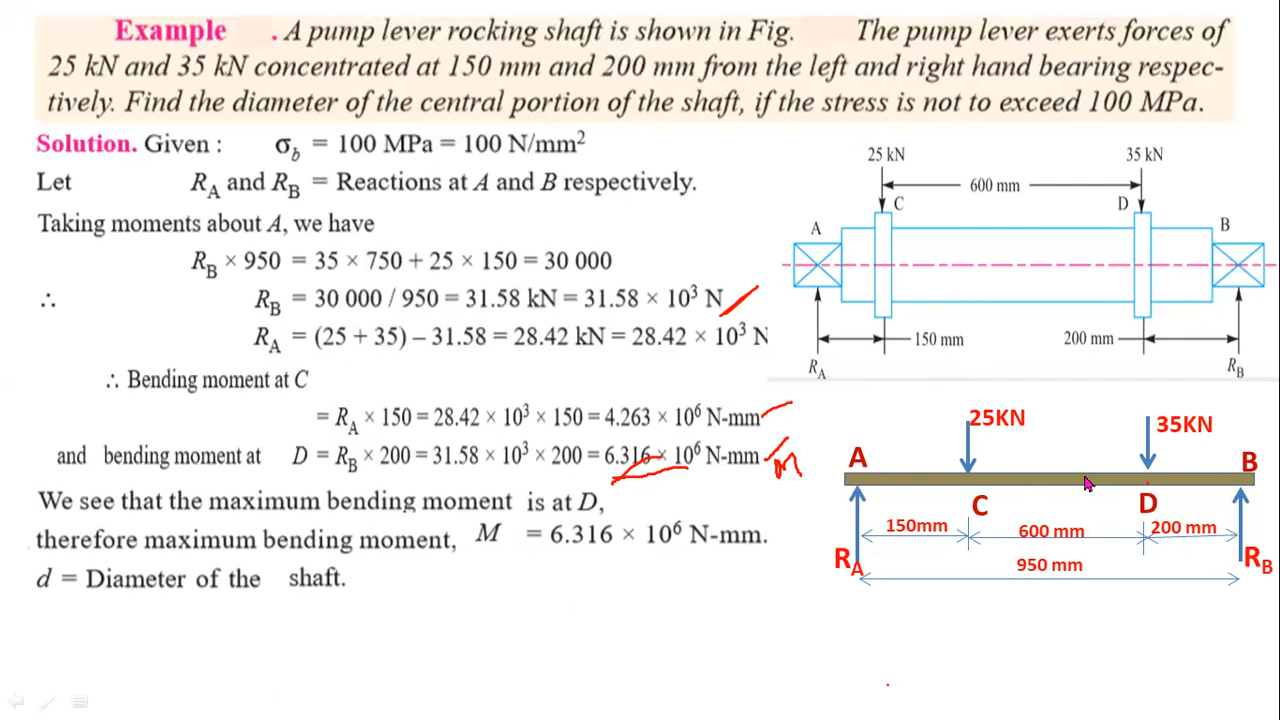 Example . A pump lever rocking shaft is shown in Fig. The pump lever exerts forces of
25 kN and 35 kN concentrated at 150 mm and 200 mm from the left and right hand bearing respec-
tively. Find the diameter of the central portion of the shaft, if the stress is not to exceed 100 MPa.
Solution. Given : σb = 100 MPa = 100 N/mm²
Let RA and RB = Reactions at A and B respectively.
Taking moments about A, we have
RB × 950 = 35 × 750 + 25 × 150 = 30 000
∴ RB = 30 000 / 950 = 31.58 kN = 31.58 × 10³ N
RA = (25 + 35) – 31.58 = 28.42 kN = 28.42 × 10³ N
∴ Bending moment at C
= RA × 150 = 28.42 × 10³ × 150 = 4.263 × 10⁶ N-mm
and bending moment at D = RB × 200 = 31.58 × 10³ × 200 = 6.316 × 10⁶ N-mm m
We see that the maximum bending moment is at D,
therefore maximum bending moment, M = 6.316 × 10⁶ N-mm.
d = Diameter of the shaft.
25 kN 35 kN
600 mm
C D
A B
150 mm 200 mm
RA RB
25KN 35KN
A B
C D
150mm 600 mm 200 mm
RA RB
950 mm